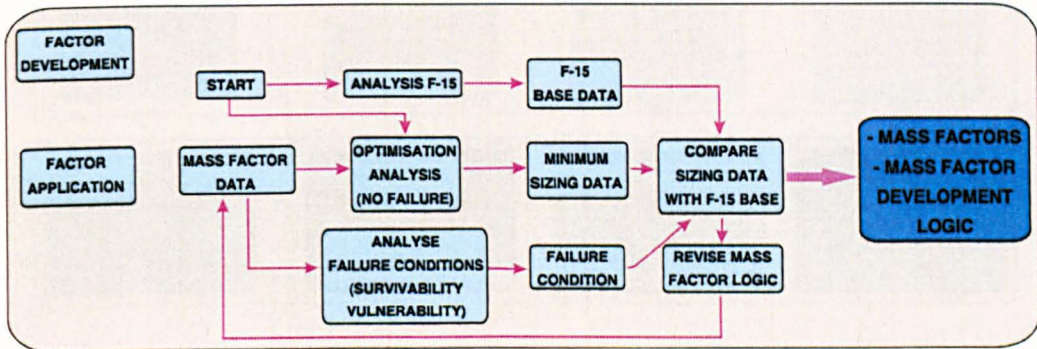 FACTOR
DEVELOPMENT
START
ANALYSIS F-15
F-15
BASE DATA
FACTOR
APPLICATION
MASS FACTOR
DATA
OPTIMISATION
ANALYSIS
(NO FAILURE)
MINIMUM
SIZING DATA
COMPARE
SIZING DATA
WITH F-15 BASE
- MASS FACTORS
- MASS FACTOR
DEVELOPMENT
LOGIC
ANALYSE
FAILURE CONDITIONS
(SURVIVABILITY
VULNERABILITY)
FAILURE
CONDITION
REVISE MASS
FACTOR LOGIC